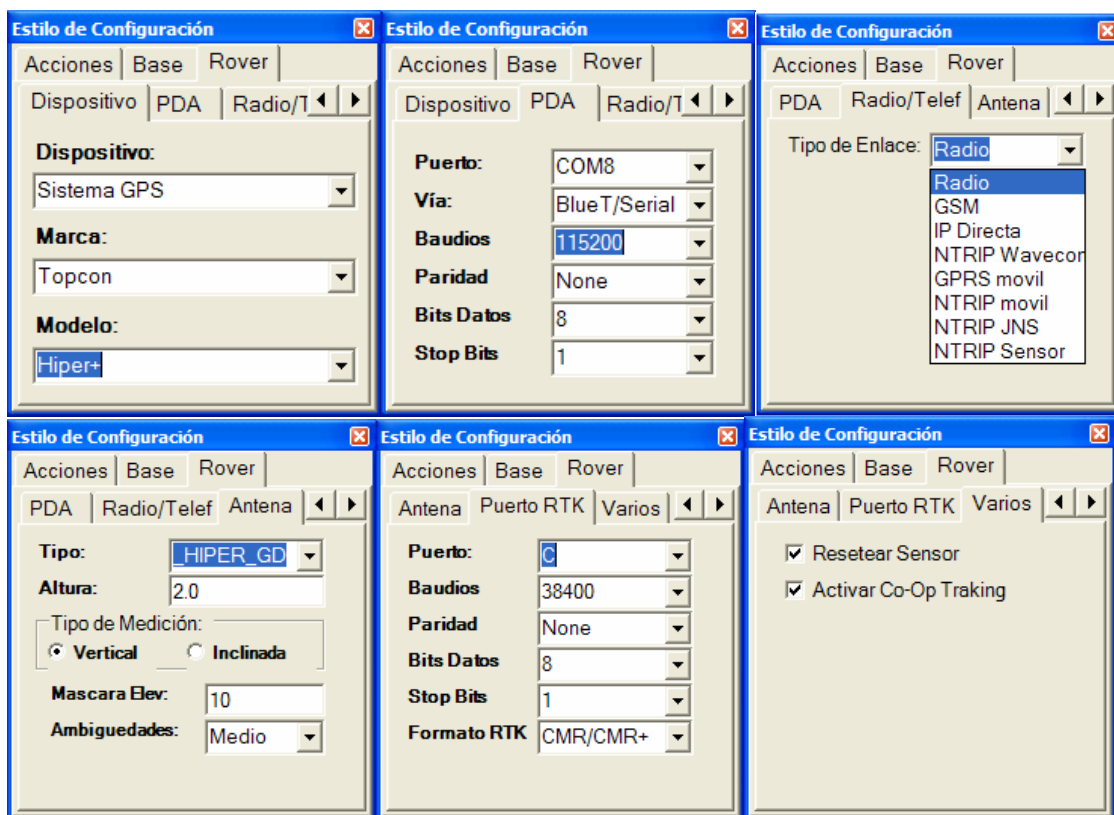 Estilo de Configuración
Acciones Base Rover
Dispositivo PDA Radio/T
Dispositivo:
Sistema GPS
Marca:
Topcon
Modelo:
Hiper+
Estilo de Configuración
Acciones Base Rover
Dispositivo PDA Radio/T
Puerto: COM8
Vía: BlueT/Serial
Baudios 115200
Paridad None
Bits Datos 8
Stop Bits 1
Estilo de Configuración
Acciones Base Rover
PDA Radio/Telef Antena
Tipo de Enlace: Radio
Radio
GSM
IP Directa
NTRIP Wavecor
GPRS movil
NTRIP movil
NTRIP JNS
NTRIP Sensor
Estilo de Configuración
Acciones Base Rover
PDA Radio/Telef Antena
Tipo: _HIPER_GD
Altura: 2.0
Tipo de Medición:
Vertical Inclinada
Mascara Elev: 10
Ambiguedades: Medio
Estilo de Configuración
Acciones Base Rover
Antena Puerto RTK Varios
Puerto: C
Baudios 38400
Paridad None
Bits Datos 8
Stop Bits 1
Formato RTK CMR/CMR+
Estilo de Configuración
Acciones Base Rover
Antena Puerto RTK Varios
Resetear Sensor
Activar Co-Op Traking